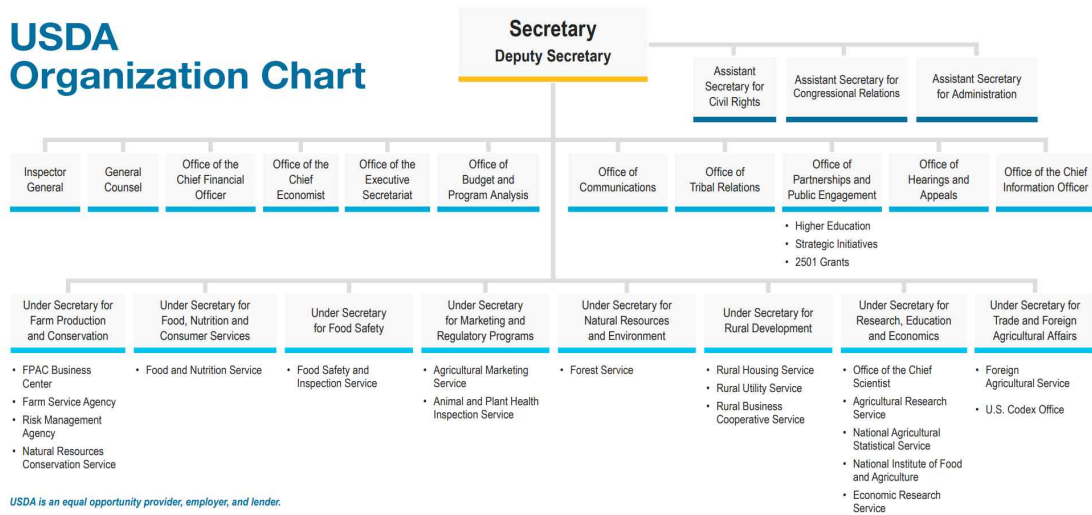 USDA
Organization Chart
Secretary
Deputy Secretary
Assistant
Secretary for
Civil Rights
Assistant Secretary for
Congressional Relations
Assistant Secretary
for Administration
Inspector
General
General
Counsel
Office of the
Chief Financial
Officer
Office of the
Chief
Economist
Office of the
Executive
Secretariat
Office of
Budget and
Program Analysis
Office of
Communications
Office of
Tribal Relations
Office of
Partnerships and
Public Engagement
• Higher Education
• Strategic Initiatives
• 2501 Grants
Office of
Hearings and
Appeals
Office of the Chief
Information Officer
Under Secretary for
Farm Production
and Conservation
• FPAC Business
Center
• Farm Service Agency
• Risk Management
Agency
• Natural Resources
Conservation Service
Under Secretary for
Food, Nutrition and
Consumer Services
• Food and Nutrition Service
Under Secretary
for Food Safety
• Food Safety and
Inspection Service
Under Secretary
for Marketing and
Regulatory Programs
• Agricultural Marketing
Service
• Animal and Plant Health
Inspection Service
Under Secretary for
Natural Resources
and Environment
• Forest Service
Under Secretary for
Rural Development
• Rural Housing Service
• Rural Utility Service
• Rural Business
Cooperative Service
Under Secretary for
Research, Education
and Economics
• Office of the Chief
Scientist
• Agricultural Research
Service
• National Agricultural
Statistical Service
• National Institute of Food
and Agriculture
• Economic Research
Service
Under Secretary for
Trade and Foreign
Agricultural Affairs
• Foreign
Agricultural Service
• U.S. Codex Office
USDA is an equal opportunity provider, employer, and lender.